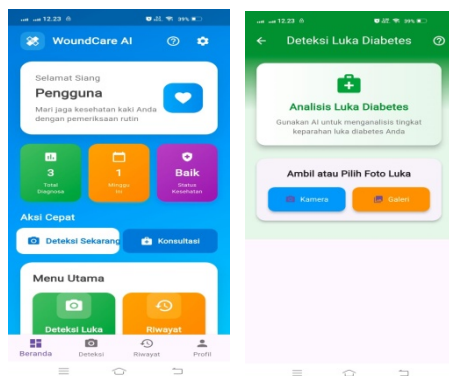 12.23
39%
WoundCare AI
Selamat Siang
Pengguna
Mari jaga kesehatan kaki Anda
dengan pemeriksaan rutin
3
Total
Diagnosa
1
Minggu
Ini
Baik
Status
Kesehatan
Aksi Cepat
Deteksi Sekarang
Konsultasi
Menu Utama
Deteksi Luka
Riwayat
Beranda
Deteksi
Riwayat
Profil
12.23
39%
Deteksi Luka Diabetes
Analisis Luka Diabetes
Gunakan AI untuk menganalisis tingkat
keparahan luka diabetes Anda
Ambil atau Pilih Foto Luka
Kamera
Galeri